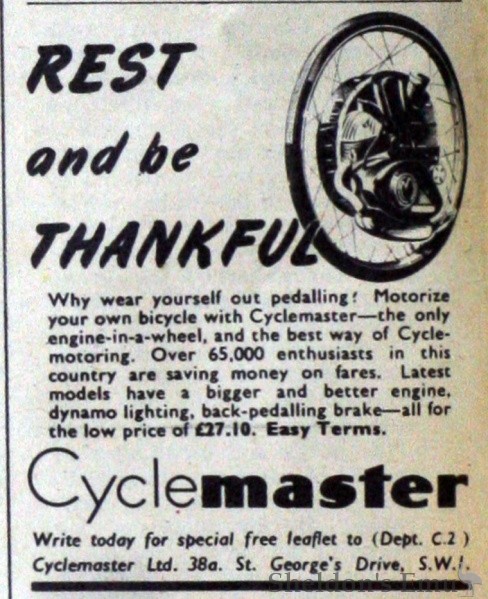 REST
and be
THANKFUL
Why wear yourself out pedalling? Motorize
your own bicycle with Cyclemaster—the only
engine-in-a-wheel, and the best way of Cycle-
motoring. Over 65,000 enthusiasts in this
country are saving money on fares. Latest
models have a bigger and better engine,
dynamo lighting, back-pedalling brake—all for
the low price of £27.10. Easy Terms.
Cyclemaster
Write today for special free leaflet to (Dept. C.2 )
Cyclemaster Ltd. 38a. St. George's Drive, S.W.1.
Sheldon's Emu